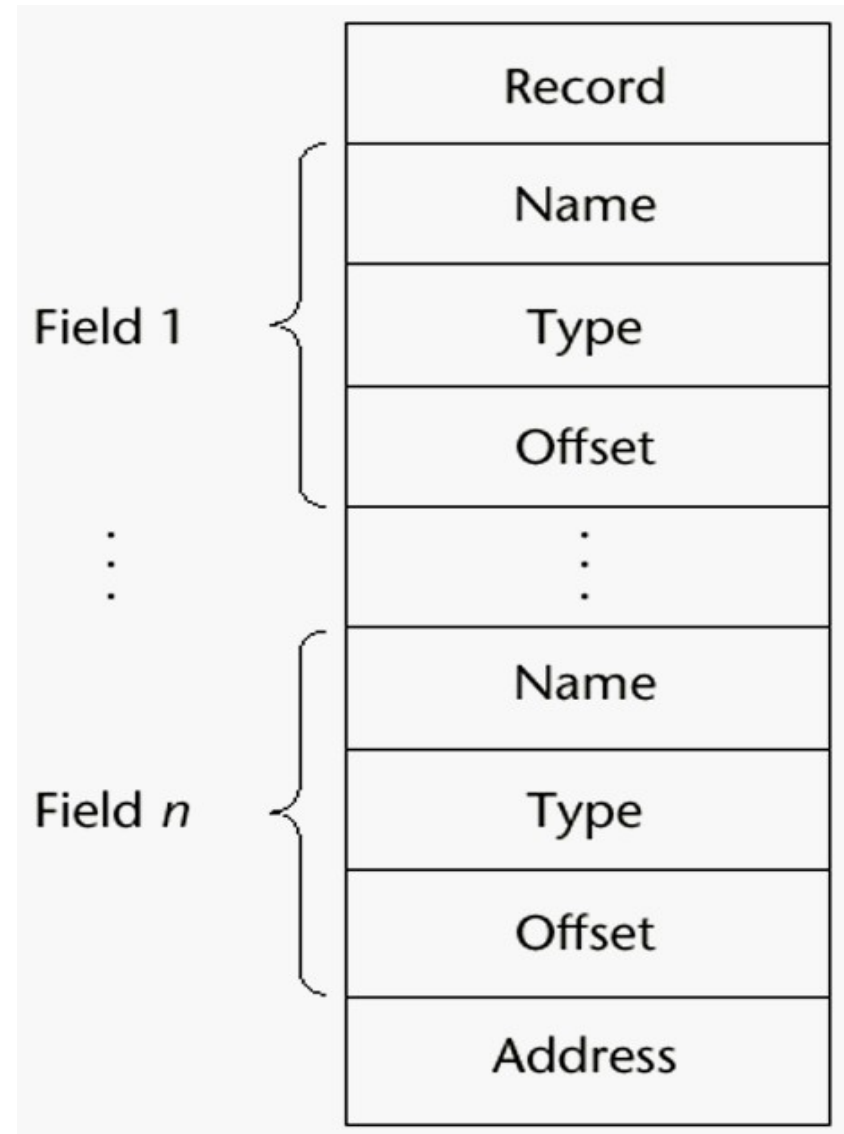 Record
Name
Field 1
Type
Offset
⋮
⋮
Name
Field n
Type
Offset
Address